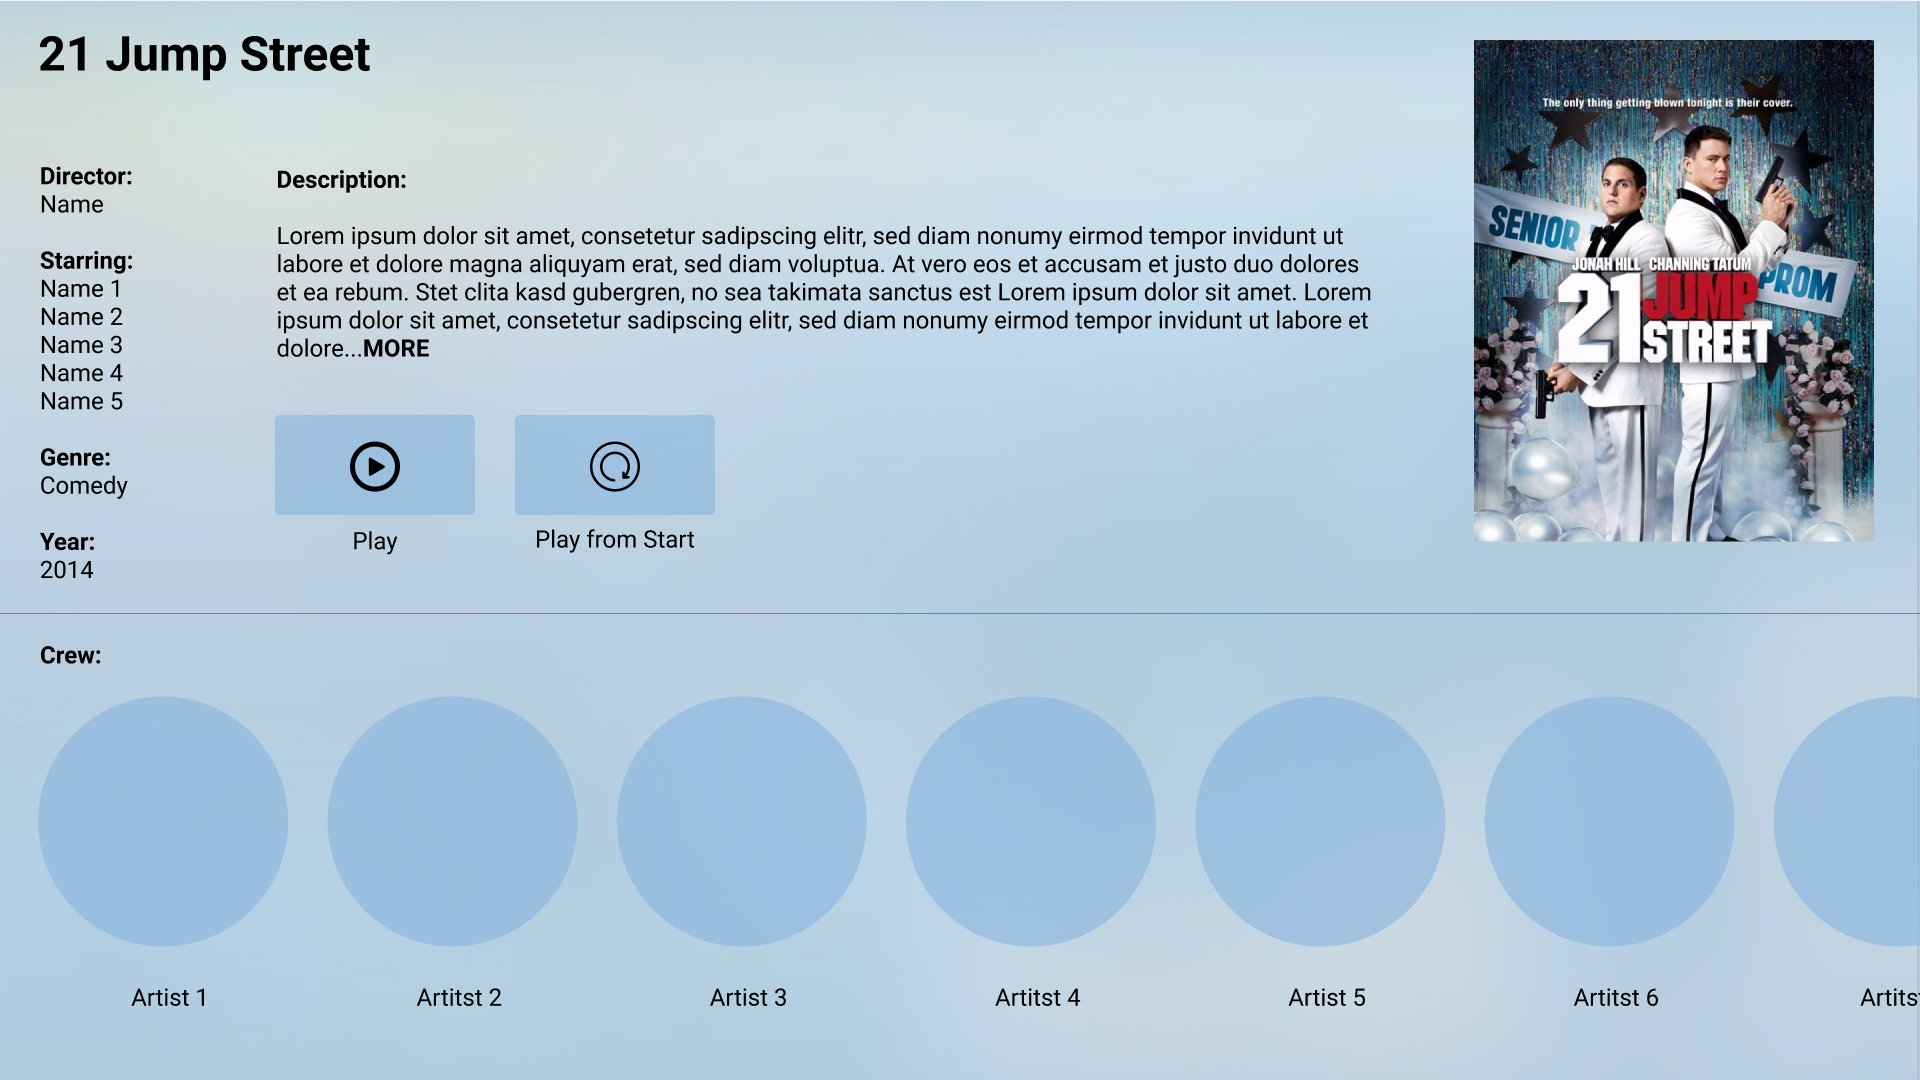 21 Jump Street
Director:
Name
Starring:
Name 1
Name 2
Name 3
Name 4
Name 5
Genre:
Comedy
Year:
2014
Description:
Lorem ipsum dolor sit amet, consetetur sadipscing elitr, sed diam nonumy eirmod tempor invidunt ut
labore et dolore magna aliquyam erat, sed diam voluptua. At vero eos et accusam et justo duo dolores
et ea rebum. Stet clita kasd gubergren, no sea takimata sanctus est Lorem ipsum dolor sit amet. Lorem
ipsum dolor sit amet, consetetur sadipscing elitr, sed diam nonumy eirmod tempor invidunt ut labore et
dolore...MORE
Play
Play from Start
The only thing getting blown tonight is their cover.
SENIOR PROM
JONAH HILL CHANNING TATUM
21 JUMP
STREET
Crew:
Artist 1
Artitst 2
Artist 3
Artitst 4
Artist 5
Artitst 6
Artits